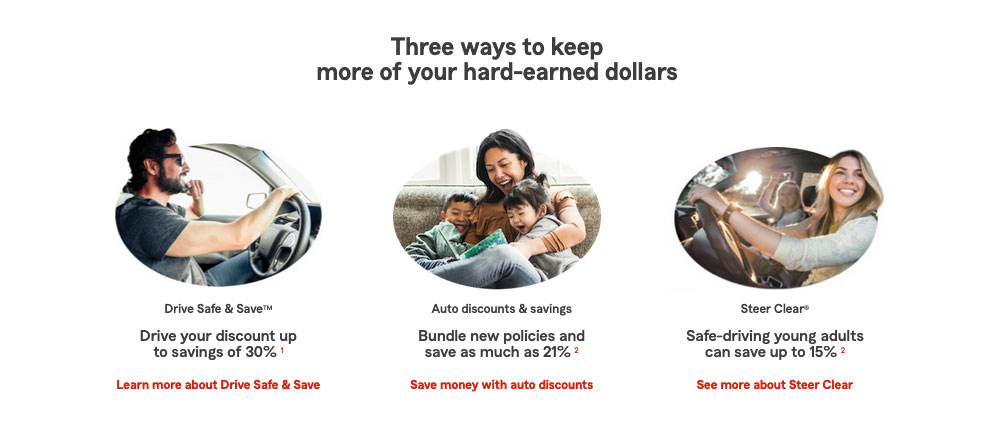 Three ways to keep
more of your hard-earned dollars
Drive Safe & Save™
Drive your discount up
to savings of 30% ¹
Learn more about Drive Safe & Save
Auto discounts & savings
Bundle new policies and
save as much as 21% ²
Save money with auto discounts
Steer Clear®
Safe-driving young adults
can save up to 15% ²
See more about Steer Clear